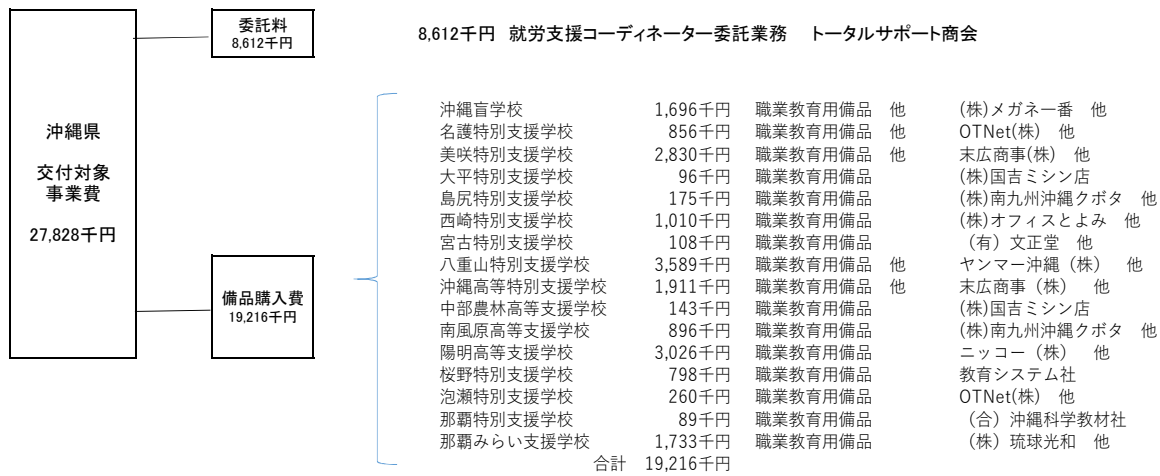 沖縄県
交付対象
事業費
27,828千円
委託料
8,612千円
8,612千円 就労支援コーディネーター委託業務 トータルサポート商会
備品購入費
19,216千円
沖縄盲学校 1,696千円 職業教育用備品 他 (株)メガネ一番 他
名護特別支援学校 856千円 職業教育用備品 他 OTNet(株) 他
美咲特別支援学校 2,830千円 職業教育用備品 他 末広商事(株) 他
大平特別支援学校 96千円 職業教育用備品 (株)国吉ミシン店
島尻特別支援学校 175千円 職業教育用備品 (株)南九州沖縄クボタ 他
西崎特別支援学校 1,010千円 職業教育用備品 (株)オフィスとよみ 他
宮古特別支援学校 108千円 職業教育用備品 (有)文正堂 他
八重山特別支援学校 3,589千円 職業教育用備品 他 ヤンマー沖縄(株) 他
沖縄高等特別支援学校 1,911千円 職業教育用備品 他 末広商事(株) 他
中部農林高等支援学校 143千円 職業教育用備品 (株)国吉ミシン店
南風原高等支援学校 896千円 職業教育用備品 (株)南九州沖縄クボタ 他
陽明高等支援学校 3,026千円 職業教育用備品 ニッコー(株) 他
桜野特別支援学校 798千円 職業教育用備品 教育システム社
泡瀬特別支援学校 260千円 職業教育用備品 OTNet(株) 他
那覇特別支援学校 89千円 職業教育用備品 (合)沖縄科学教材社
那覇みらい支援学校 1,733千円 職業教育用備品 (株)琉球光和 他
合計 19,216千円